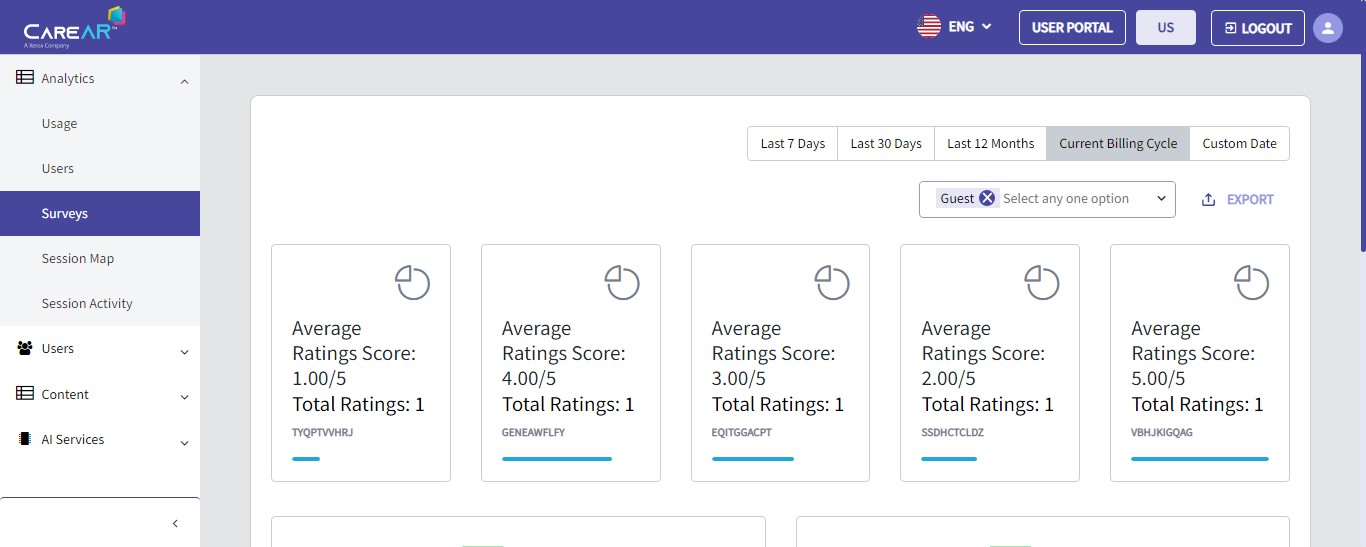 CAREAR™
A Xerox Company
ENG
USER PORTAL
US
LOGOUT
Analytics
Usage
Users
Surveys
Session Map
Session Activity
Users
Content
AI Services
Last 7 Days
Last 30 Days
Last 12 Months
Current Billing Cycle
Custom Date
Guest
Select any one option
EXPORT
Average
Ratings Score:
1.00/5
Total Ratings: 1
TYQPTVVHRJ
Average
Ratings Score:
4.00/5
Total Ratings: 1
GENEAWFLFY
Average
Ratings Score:
3.00/5
Total Ratings: 1
EQITGGACPT
Average
Ratings Score:
2.00/5
Total Ratings: 1
SSDHCTCLDZ
Average
Ratings Score:
5.00/5
Total Ratings: 1
VBHJKIGQAG